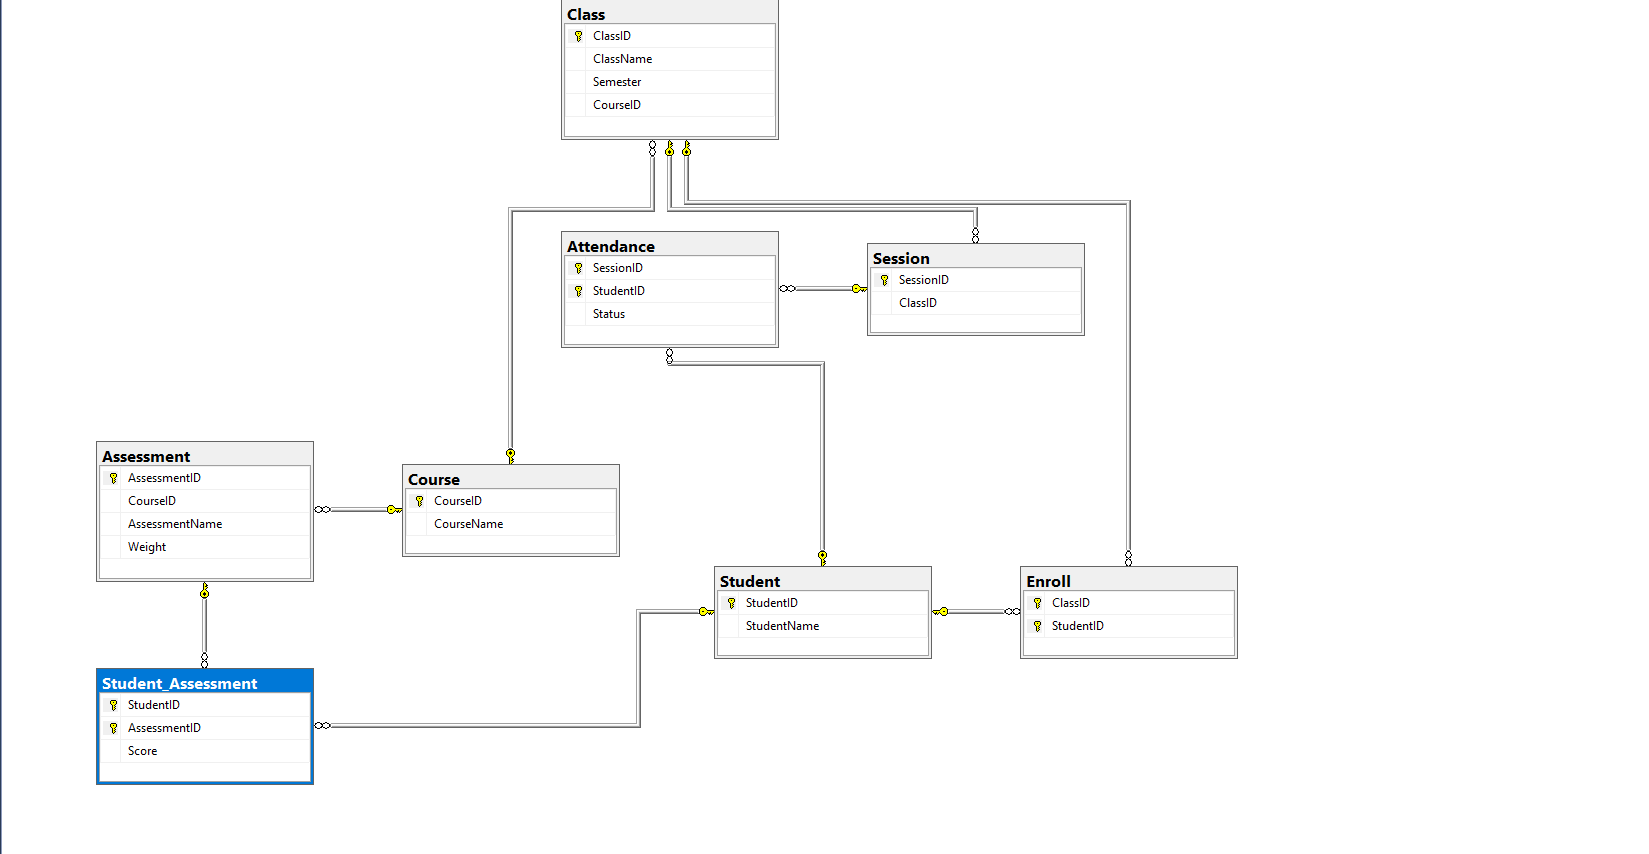 Class
ClassID
ClassName
Semester
CourseID
Attendance
SessionID
StudentID
Status
Session
SessionID
ClassID
Assessment
AssessmentID
CourseID
AssessmentName
Weight
Course
CourseID
CourseName
Student
StudentID
StudentName
Enroll
ClassID
StudentID
Student_Assessment
StudentID
AssessmentID
Score